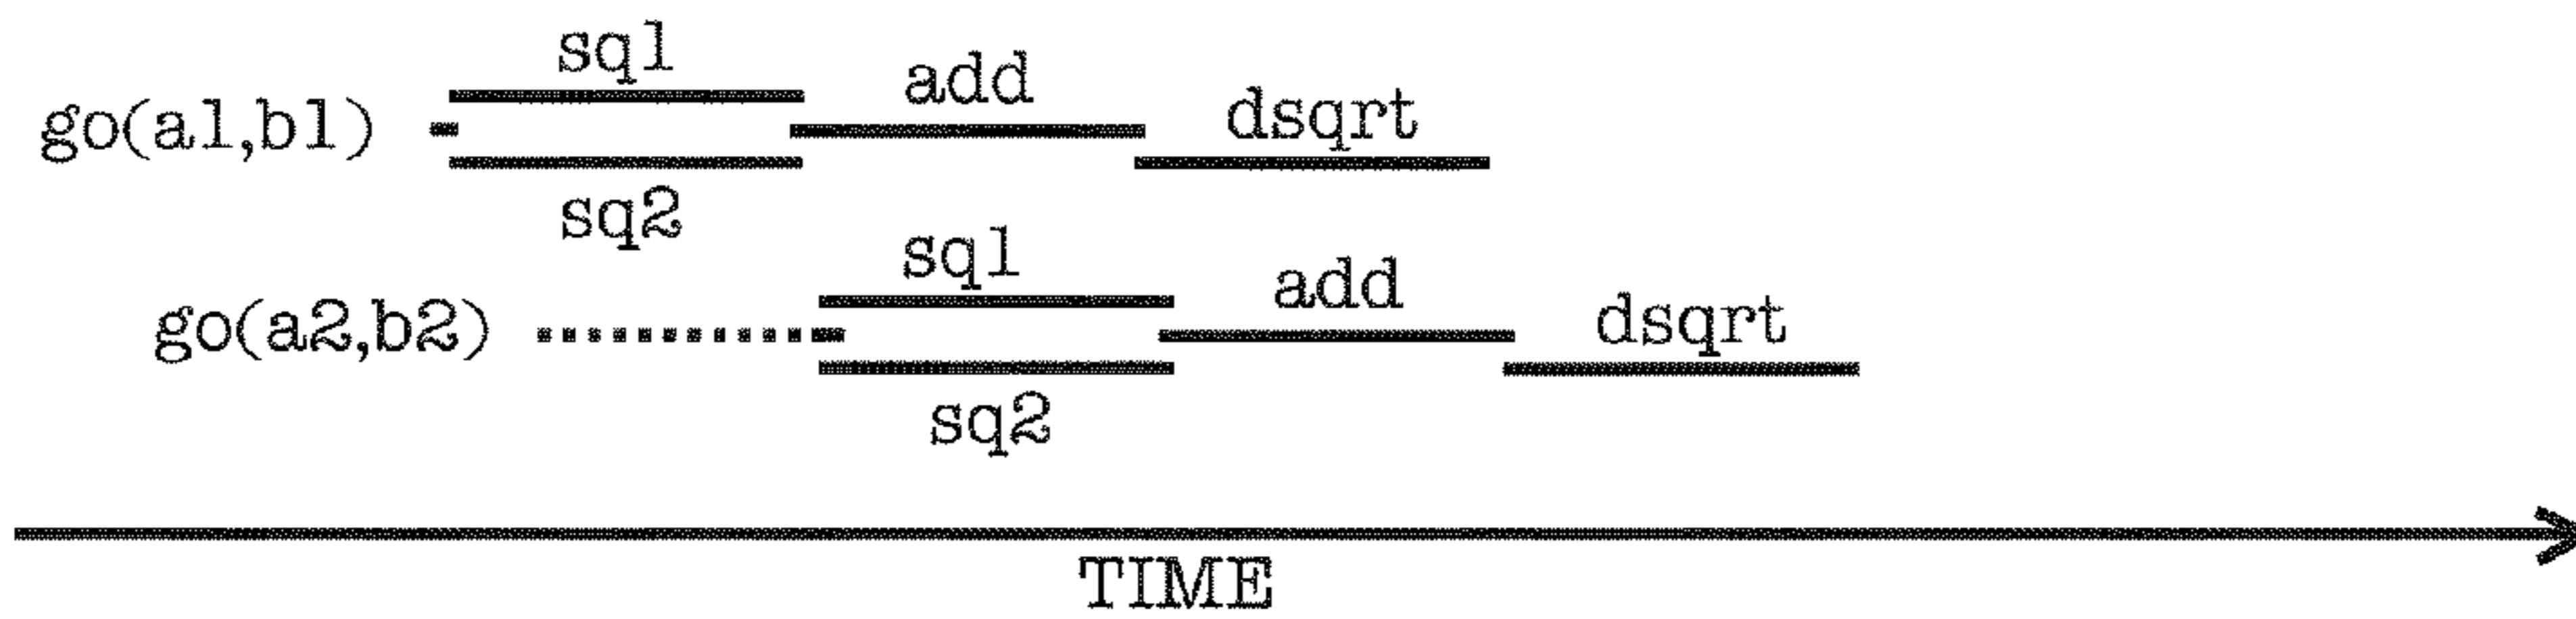 sq1
add
dsqrt
go(a1,b1)
sq2
sq1
add
dsqrt
go(a2,b2)
sq2
TIME